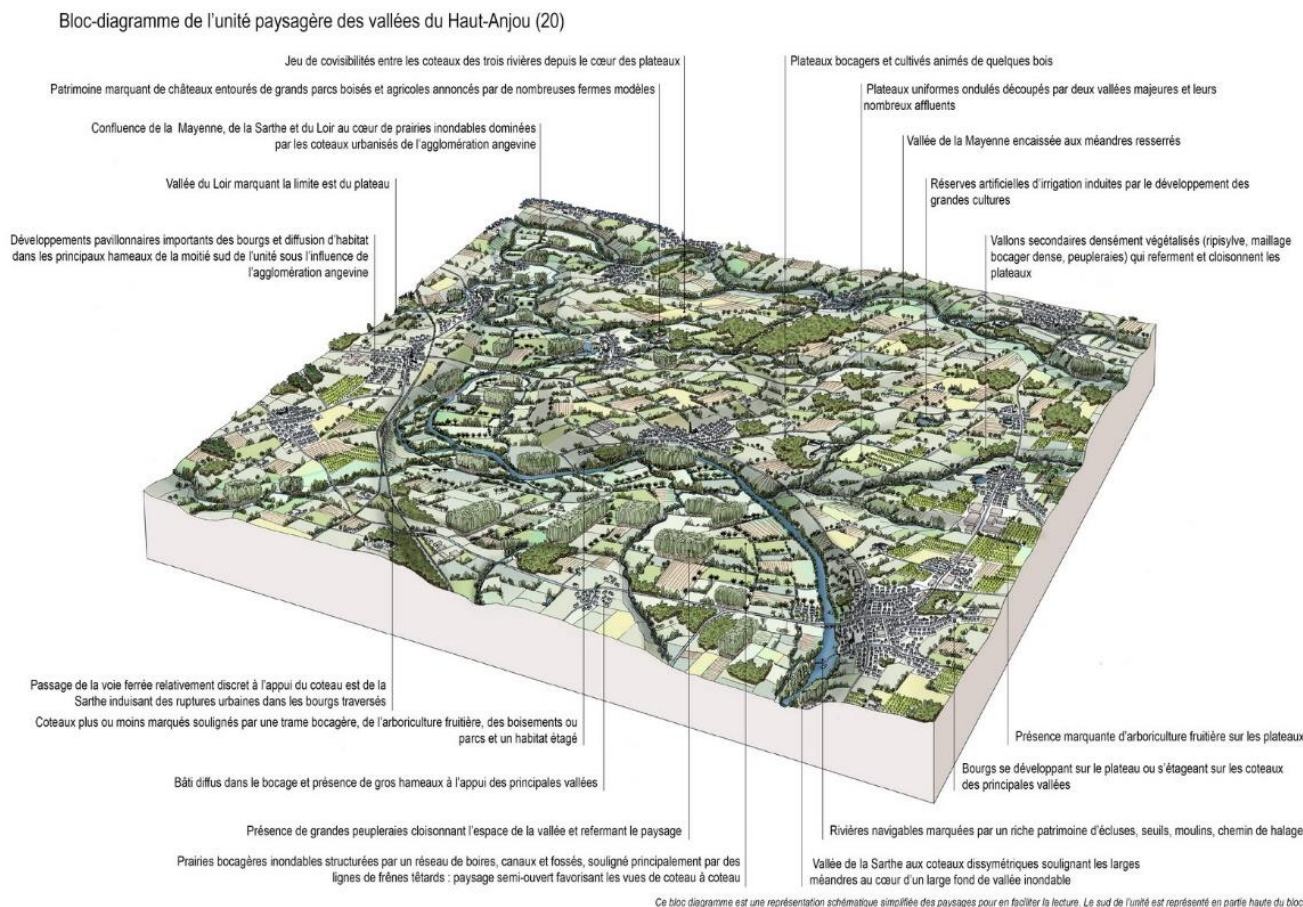 Bloc-diagramme de l'unité paysagère des vallées du Haut-Anjou (20)
Jeu de covisibilités entre les coteaux des trois rivières depuis le cœur des plateaux
Patrimoine marquant de châteaux entourés de grands parcs boisés et agricoles annoncés par de nombreuses fermes modèles
Confluence de la Mayenne, de la Sarthe et du Loir au cœur de prairies inondables dominées
par les coteaux urbanisés de l'agglomération angevine
Vallée du Loir marquant la limite est du plateau
Développements pavillonnaires importants des bourgs et diffusion d'habitat
dans les principaux hameaux de la moitié sud de l'unité sous l'influence de
l'agglomération angevine
Plateaux bocagers et cultivés animés de quelques bois
Plateaux uniformes ondulés découpés par deux vallées majeures et leurs
nombreux affluents
Vallée de la Mayenne encaissée aux méandres resserrés
Réserves artificielles d'irrigation induites par le développement des
grandes cultures
Vallons secondaires densément végétalisés (ripisylve, maillage
bocager dense, peupleraies) qui referment et cloisonnent les
plateaux
Passage de la voie ferrée relativement discret à l'appui du coteau est de la
Sarthe induisant des ruptures urbaines dans les bourgs traversés
Coteaux plus ou moins marqués soulignés par une trame bocagère, de l'arboriculture fruitière, des boisements ou
parcs et un habitat étagé
Bâti diffus dans le bocage et présence de gros hameaux à l'appui des principales vallées
Présence de grandes peupleraies cloisonnant l'espace de la vallée et refermant le paysage
Prairies bocagères inondables structurées par un réseau de boires, canaux et fossés, souligné principalement par des
lignes de frênes têtards : paysage semi-ouvert favorisant les vues de coteau à coteau
Présence marquante d'arboriculture fruitière sur les plateaux
Bourgs se développant sur le plateau ou s'étageant sur les coteaux
des principales vallées
Rivières navigables marquées par un riche patrimoine d'écluses, seuils, moulins, chemin de halage
Vallée de la Sarthe aux coteaux dissymétriques soulignant les larges
méandres au cœur d'un large fond de vallée inondable
Ce bloc diagramme est une représentation schématique simplifiée des paysages pour en faciliter la lecture. Le sud de l'unité est représenté en partie haute du bloc